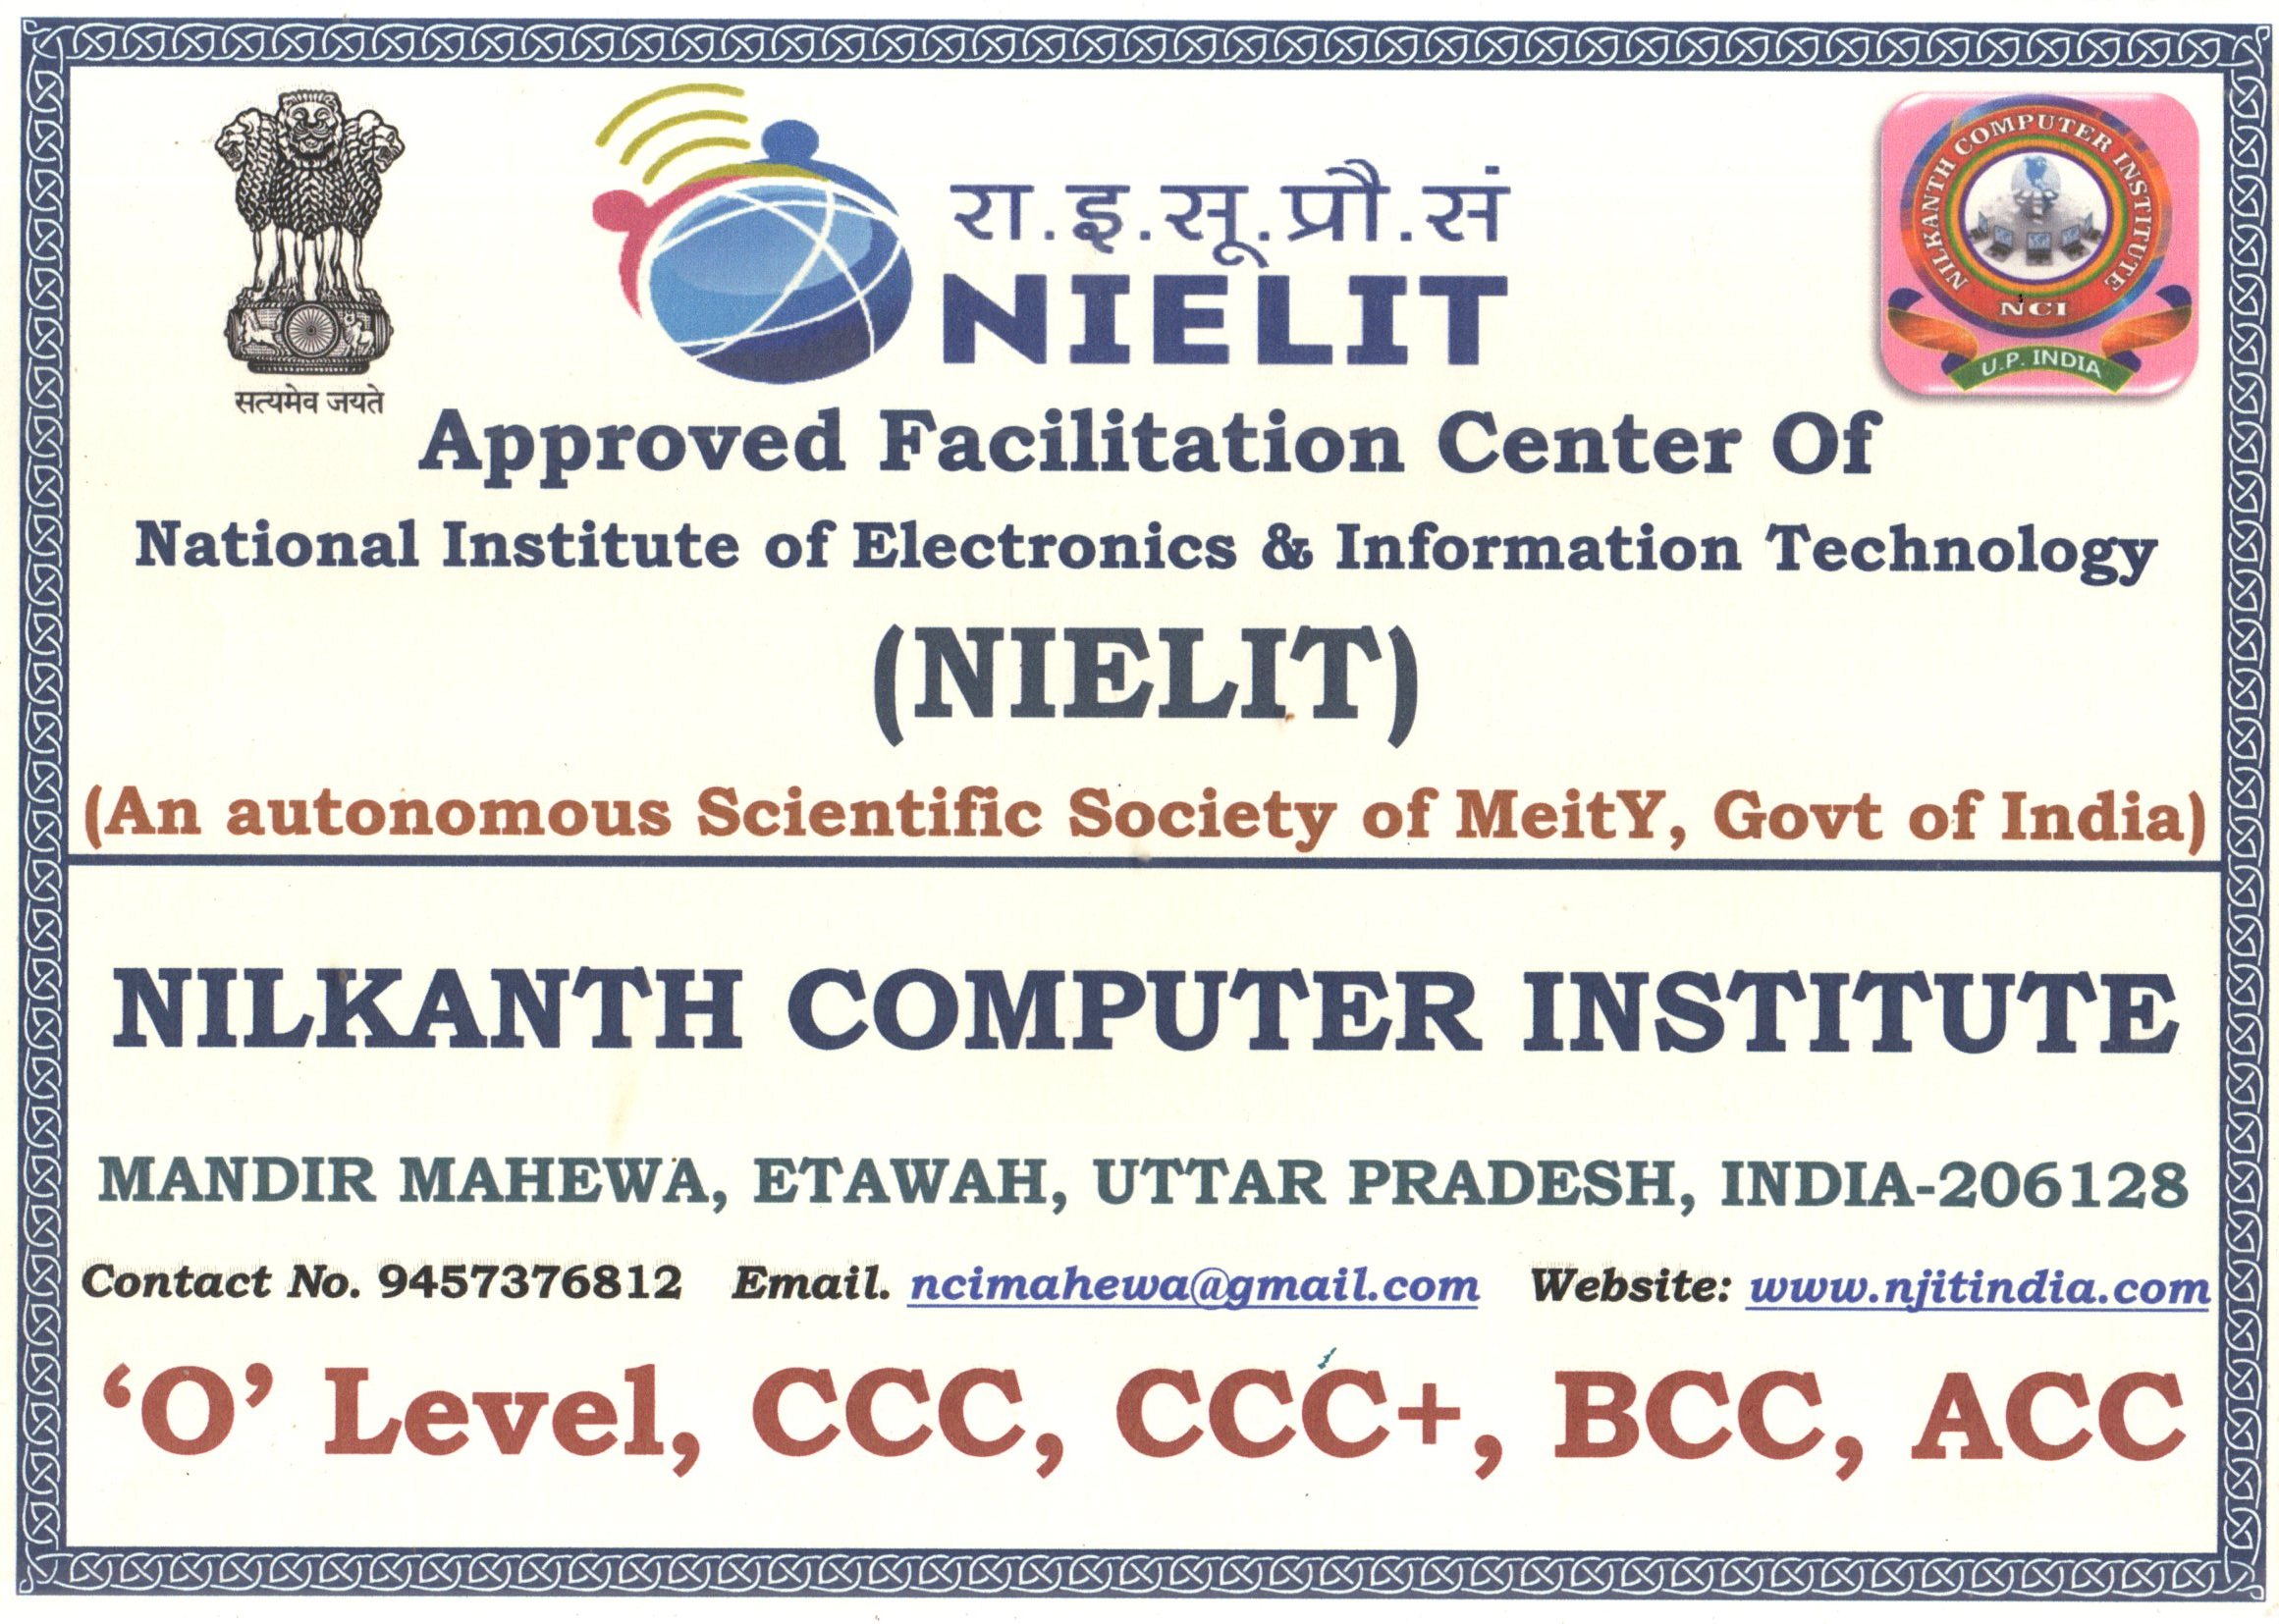 सत्यमेव जयते
रा.इ.सू.प्रौ.सं
NIELIT
NILKANTH COMPUTER INSTITUTE
NCI
U.P. INDIA
Approved Facilitation Center Of
National Institute of Electronics & Information Technology
(NIELIT)
(An autonomous Scientific Society of MeitY, Govt of India)
NILKANTH COMPUTER INSTITUTE
MANDIR MAHEWA, ETAWAH, UTTAR PRADESH, INDIA-206128
Contact No. 9457376812 Email. ncimahewa@gmail.com Website: www.njitindia.com
‘O’ Level, CCC, CCC+, BCC, ACC